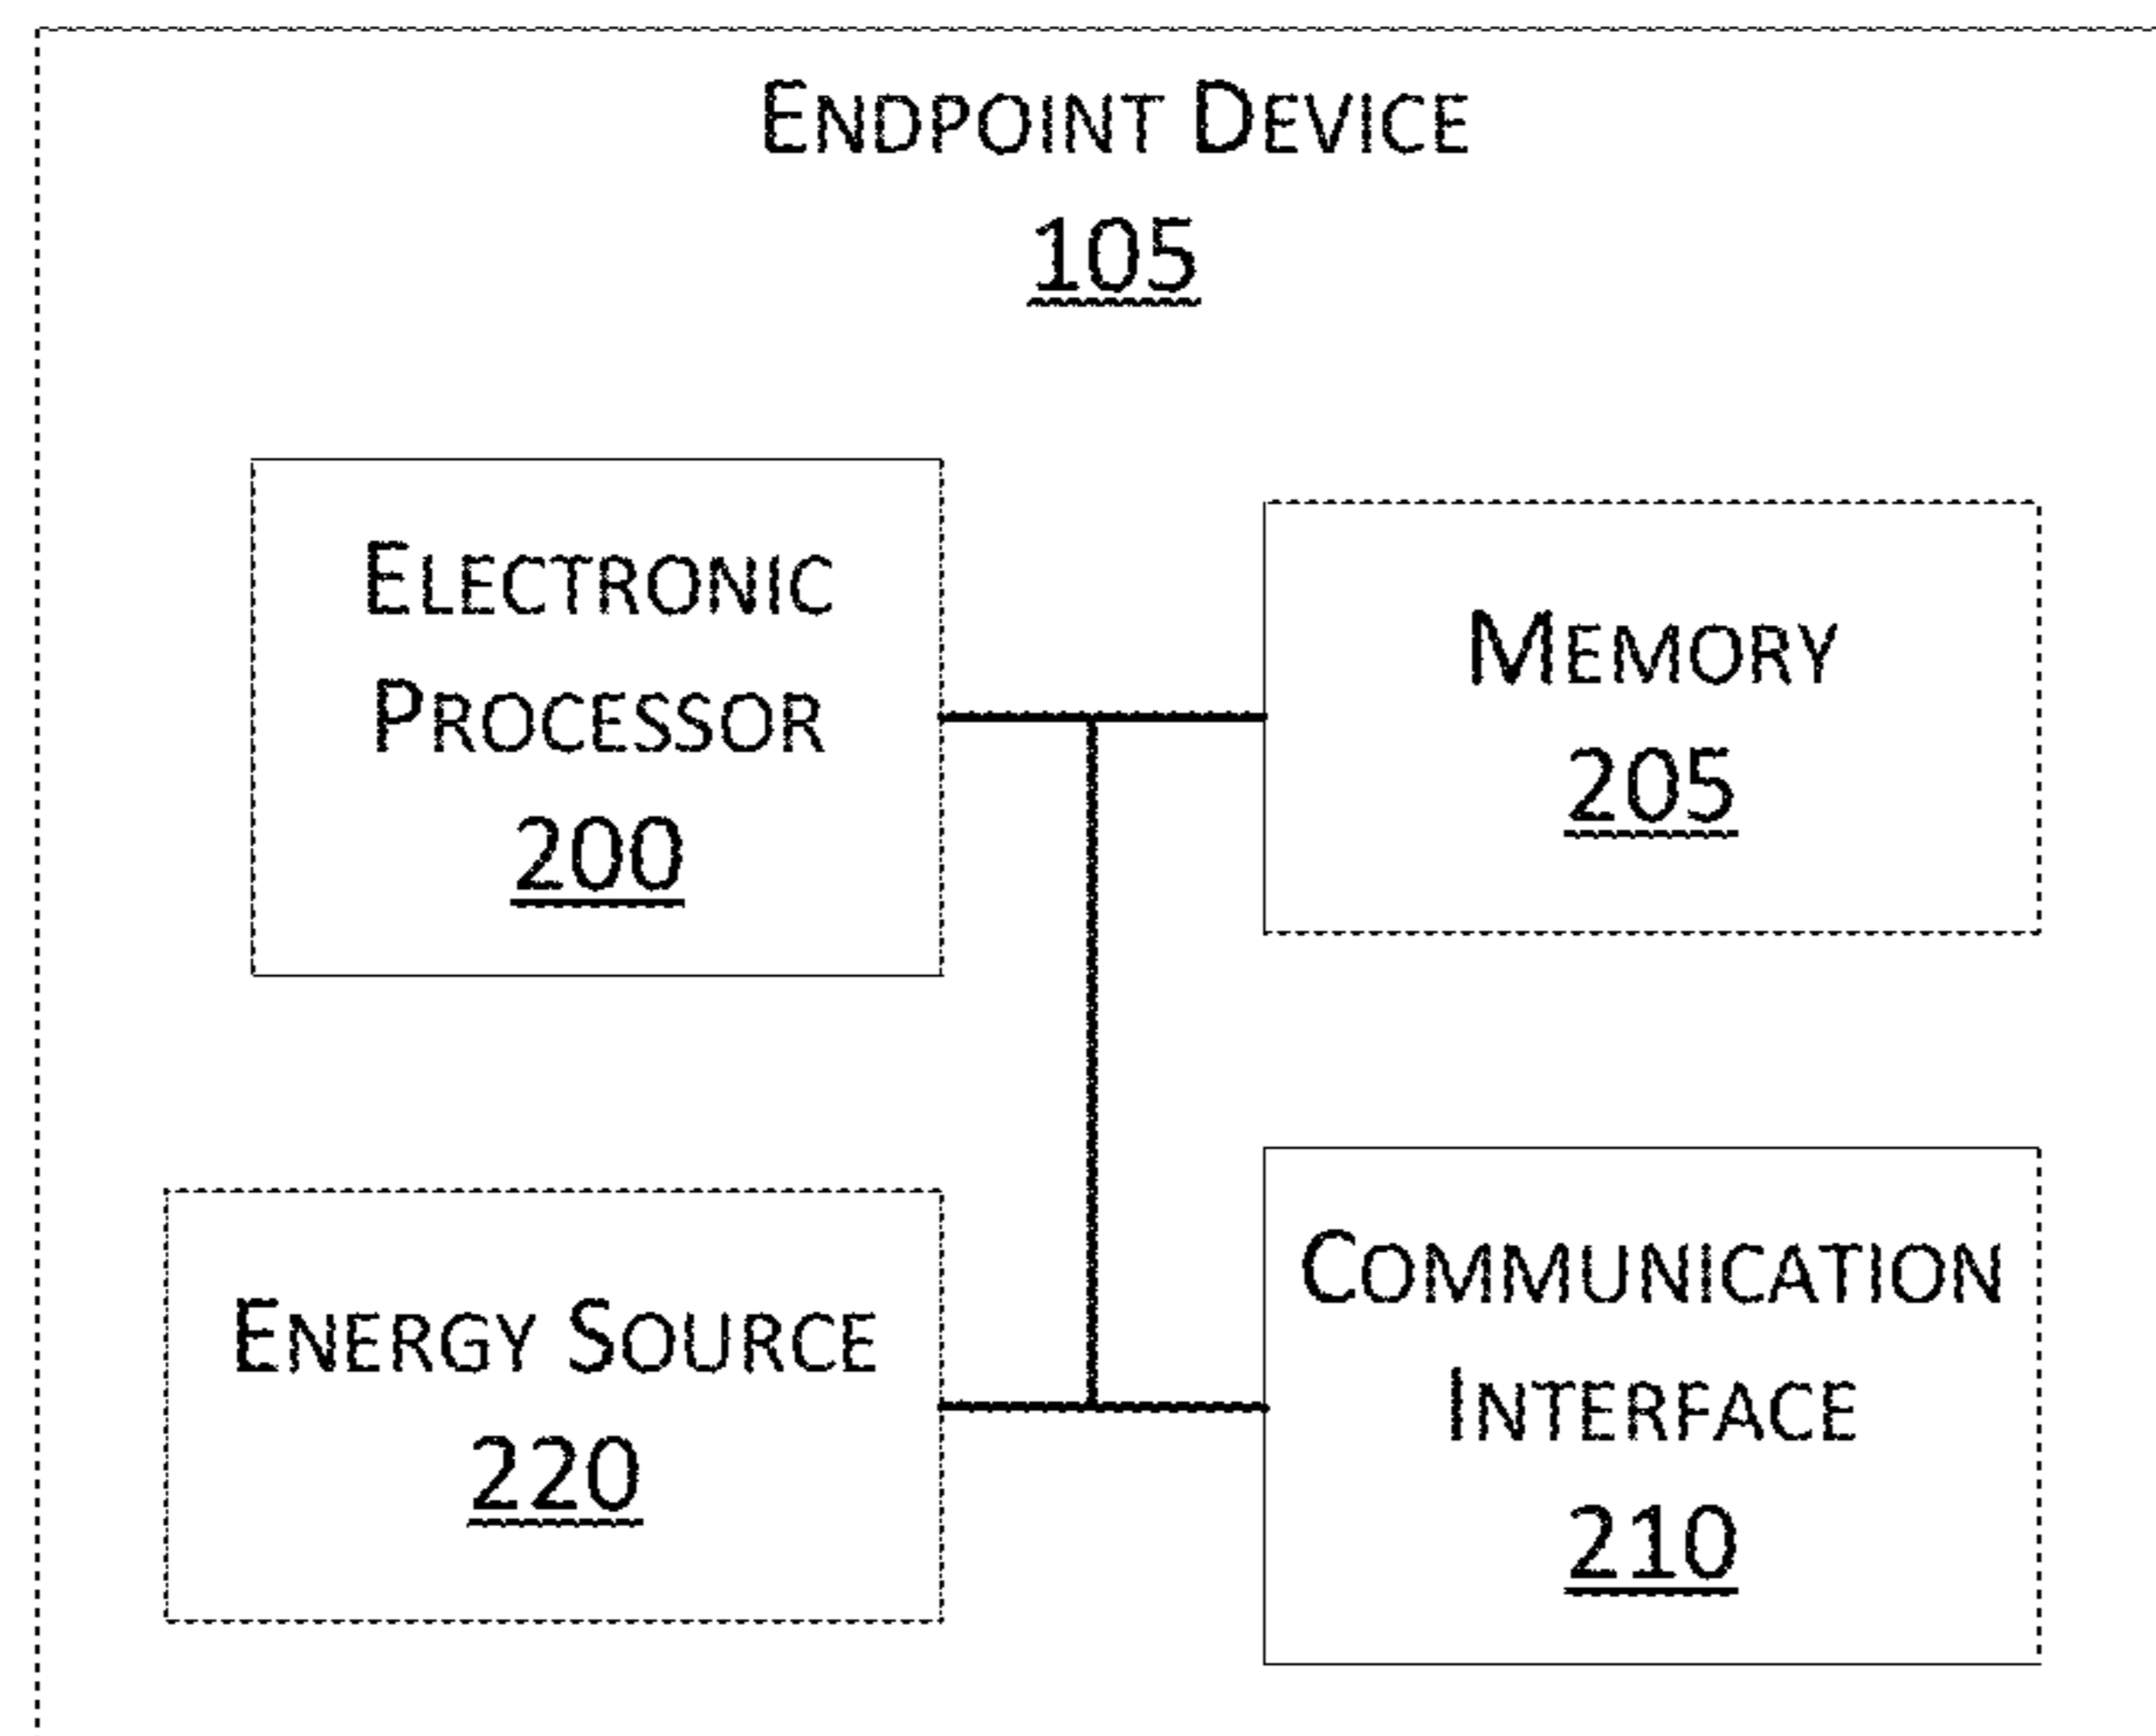 ENDPOINT DEVICE
105
ELECTRONIC
PROCESSOR
200
MEMORY
205
ENERGY SOURCE
220
COMMUNICATION
INTERFACE
210